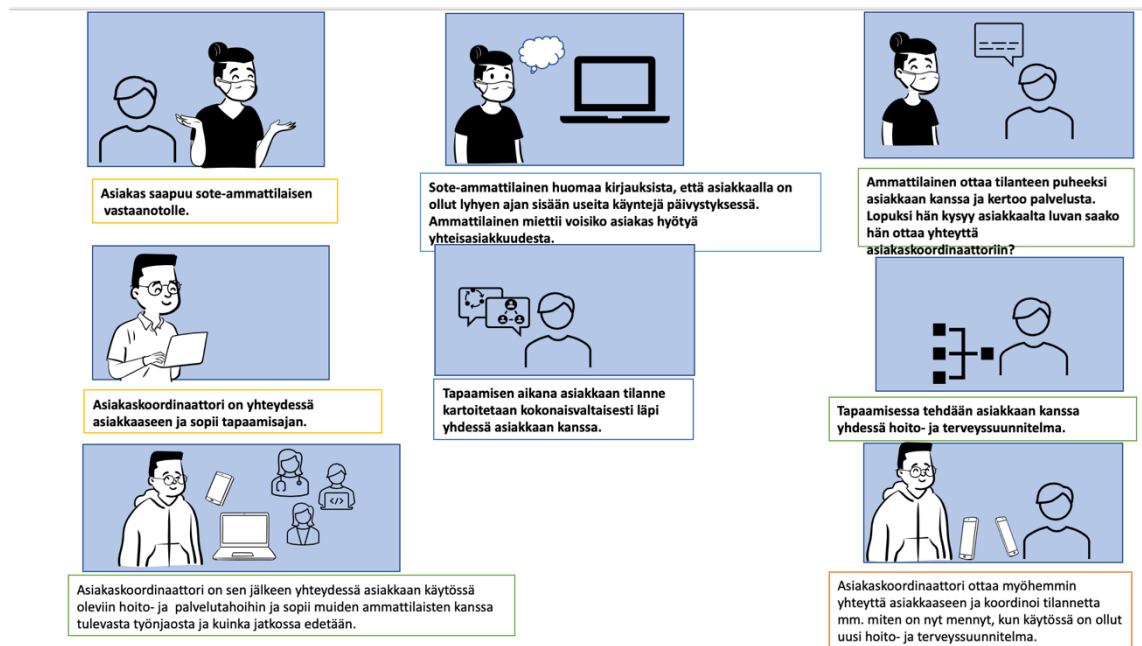 Asiakas saapuu sote-ammattilaisen
vastaanotolle.
Sote-ammattilainen huomaa kirjauksista, että asiakkaalla on
ollut lyhyen ajan sisään useita käyntejä päivystyksessä.
Ammattilainen miettii voisiko asiakas hyötyä
yhteisasiakkuudesta.
Ammattilainen ottaa tilanteen puheeksi
asiakkaan kanssa ja kertoo palvelusta.
Lopuksi hän kysyy asiakkaalta luvan saako
hän ottaa yhteyttä
asiakaskoordinaattoriin?
Asiakaskoordinaattori on yhteydessä
asiakkaaseen ja sopii tapaamisajan.
Tapaamisen aikana asiakkaan tilanne
kartoitetaan kokonaisvaltaisesti läpi
yhdessä asiakkaan kanssa.
Tapaamisessa tehdään asiakkaan kanssa
yhdessä hoito- ja terveyssuunnitelma.
</>
Asiakaskoordinaattori on sen jälkeen yhteydessä asiakkaan käytössä
oleviin hoito- ja palvelutahoihin ja sopii muiden ammattilaisten kanssa
tulevasta työnjaosta ja kuinka jatkossa edetään.
Asiakaskoordinaattori ottaa myöhemmin
yhteyttä asiakkaaseen ja koordinoi tilannetta
mm. miten on nyt mennyt, kun käytössä on ollut
uusi hoito- ja terveyssuunnitelma.